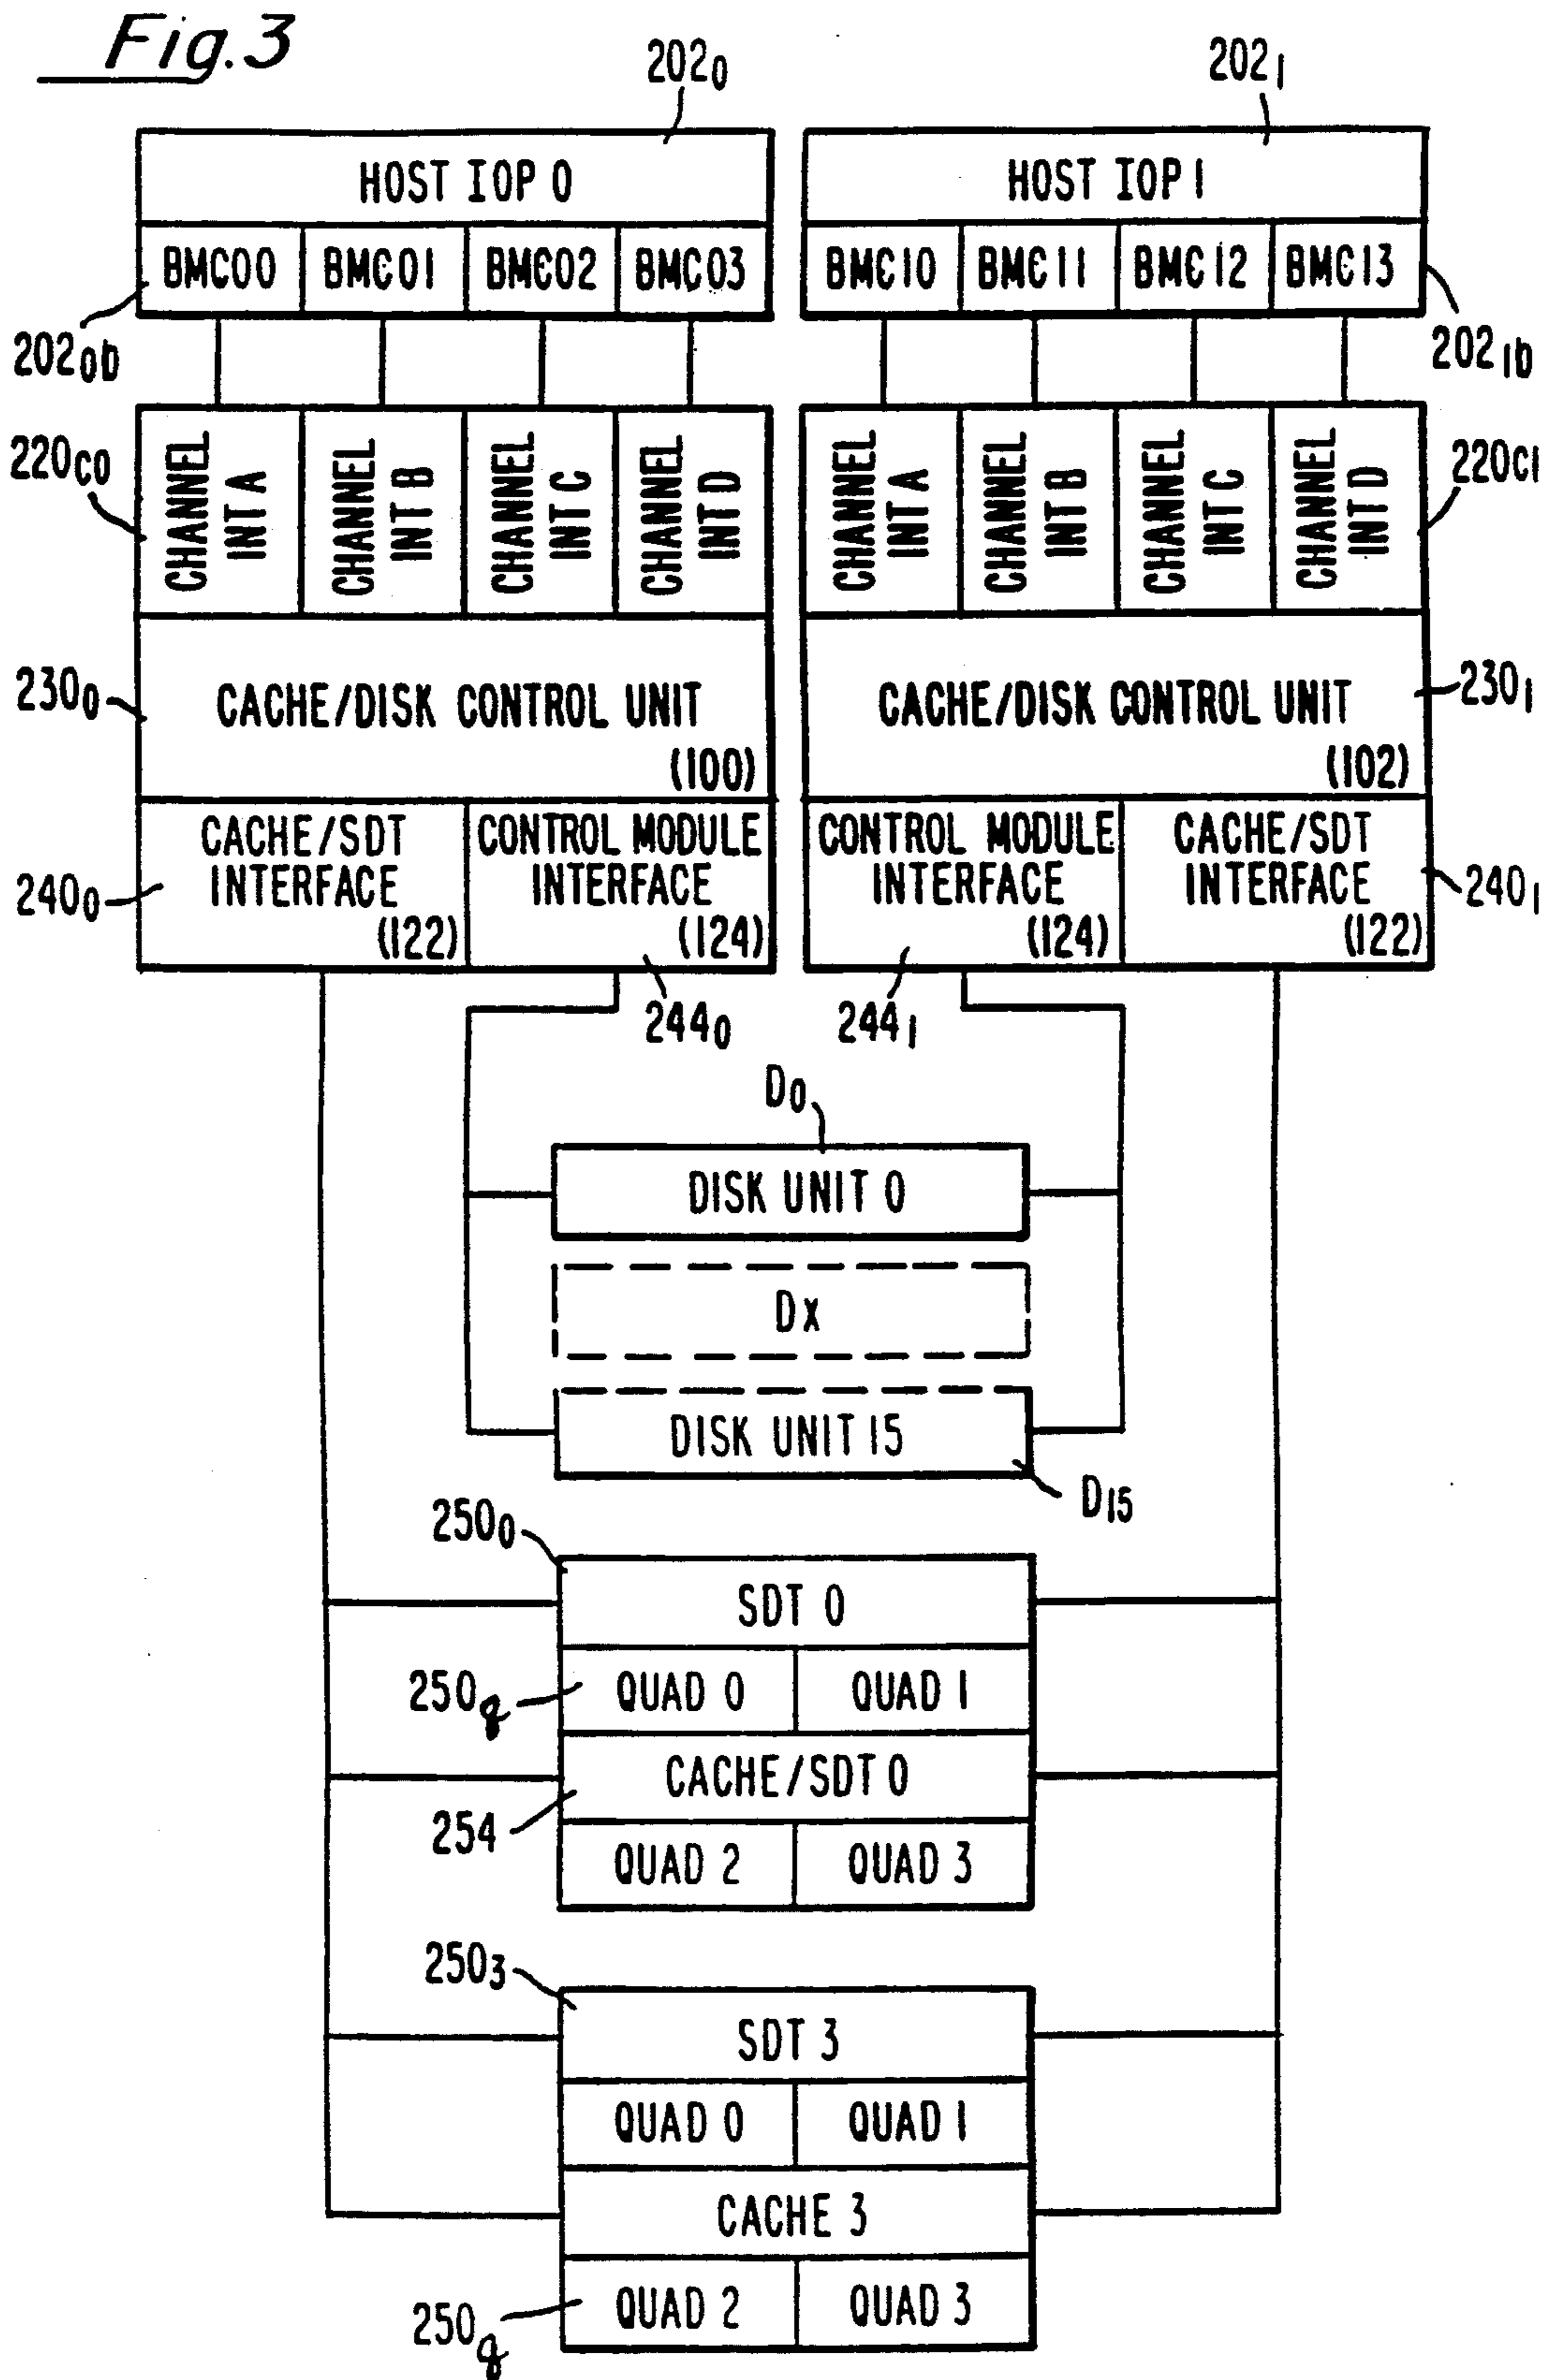 Fig.3
202₀ 202₁
HOST IOP 0 HOST IOP 1
BMC00 BMC01 BMC02 BMC03 BMC10 BMC11 BMC12 BMC13
202₀b 202₁b
220c0 220c1
CHANNEL INT A
CHANNEL INT B
CHANNEL INT C
CHANNEL INT D
CHANNEL INT A
CHANNEL INT B
CHANNEL INT C
CHANNEL INT D
230₀ CACHE/DISK CONTROL UNIT CACHE/DISK CONTROL UNIT 230₁
(100) (102)
CACHE/SDT CONTROL MODULE CONTROL MODULE CACHE/SDT
240₀ INTERFACE INTERFACE INTERFACE INTERFACE 240₁
(122) (124) (124) (122)
244₀ 244₁
D₀
DISK UNIT 0
Dx
DISK UNIT 15
D₁₅
250₀
SDT 0
250q QUAD 0 QUAD 1
CACHE/SDT 0
254
QUAD 2 QUAD 3
250₃
SDT 3
QUAD 0 QUAD 1
CACHE 3
250q QUAD 2 QUAD 3